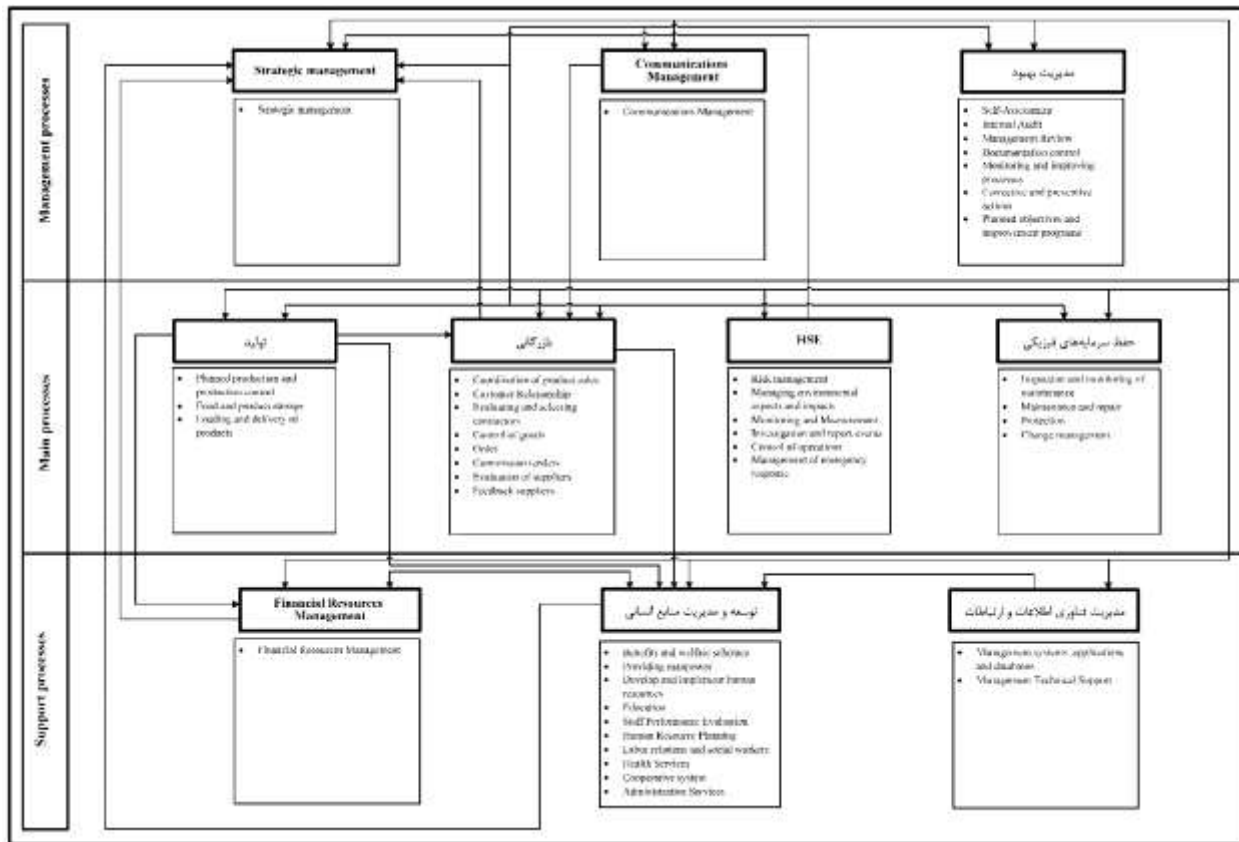 Management processes
Strategic management
• Strategic management
Communications
Management
• Communications Management
مدیریت بهبود
• Self-Assessment
• Internal Audit
• Management Review
• Documentation control
• Monitoring and improving
processes
• Corrective and preventive
actions
• Planned objectives and
improvement programs
Main processes
تولید
• Planned production and
production control
• Feed and product storage
• Loading and delivery of
products
بازرگانی
• Coordination of product sales
• Customer Relationship
• Evaluating and selecting
contractors
• Control of goods
• Order
• Commission orders
• Evaluation of suppliers
• Feedback suppliers
HSE
• Risk management
• Managing environmental
aspects and impacts
• Monitoring and Measurement
• Investigation and report events
• Control of operations
• Management of emergency
response
حفظ سرمایه‌های فیزیکی
• Inspection and monitoring of
maintenance
• Maintenance and repair
• Protection
• Change management
Support processes
Financial Resources
Management
• Financial Resources Management
توسعه و مدیریت منابع انسانی
• Benefits and welfare schemes
• Providing manpower
• Develop and implement human
resources
• Education
• Staff Performance Evaluation
• Human Resource Planning
• Labor relations and social workers
• Health Services
• Cooperative system
• Administrative Services
مدیریت فناوری اطلاعات و ارتباطات
• Management systems, applications
and databases
• Management Technical Support